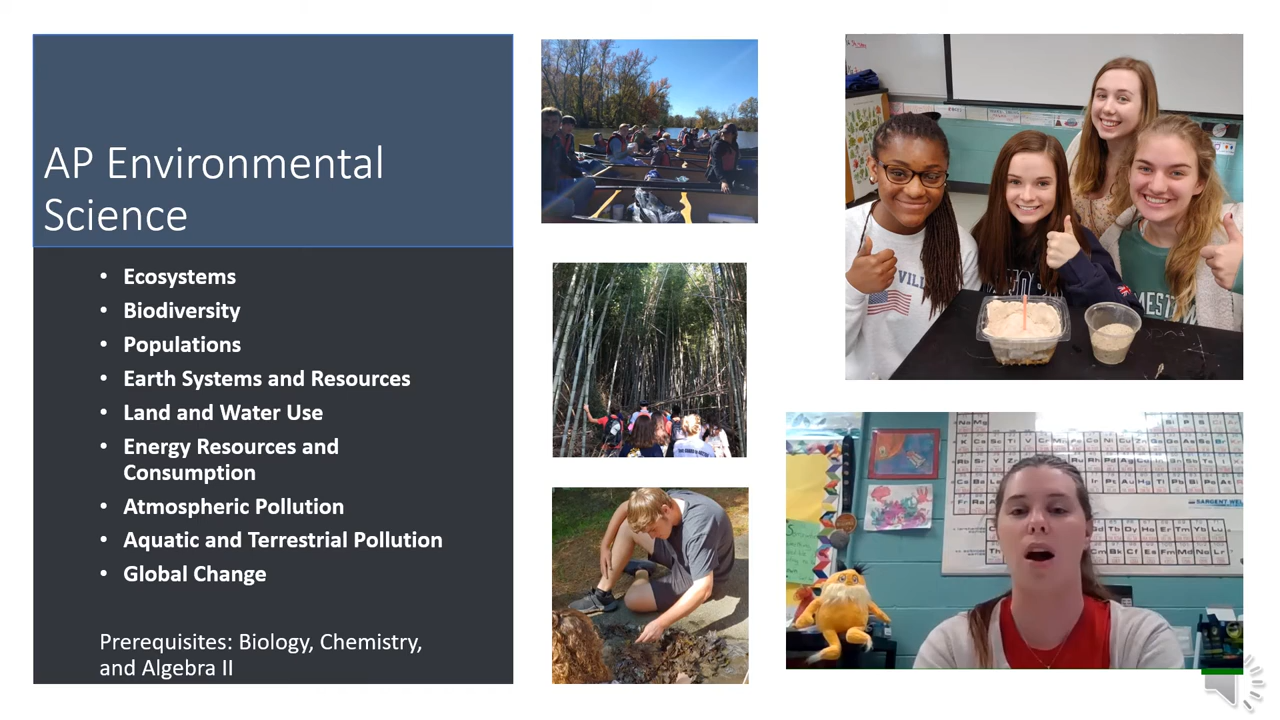 AP Environmental
Science
• Ecosystems
• Biodiversity
• Populations
• Earth Systems and Resources
• Land and Water Use
• Energy Resources and
Consumption
• Atmospheric Pollution
• Aquatic and Terrestrial Pollution
• Global Change
Prerequisites: Biology, Chemistry,
and Algebra II